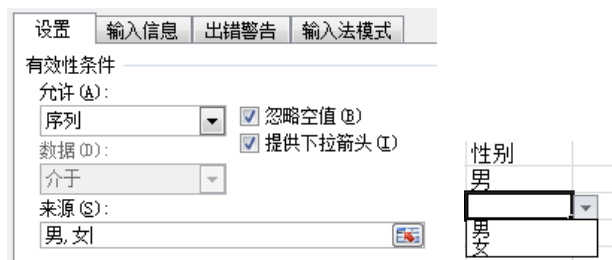 设置 输入信息 出错警告 输入法模式
有效性条件
允许(A):
序列 忽略空值(B)
数据(D): 提供下拉箭头(I)
介于
来源(S):
男,女
性别
男
男
女